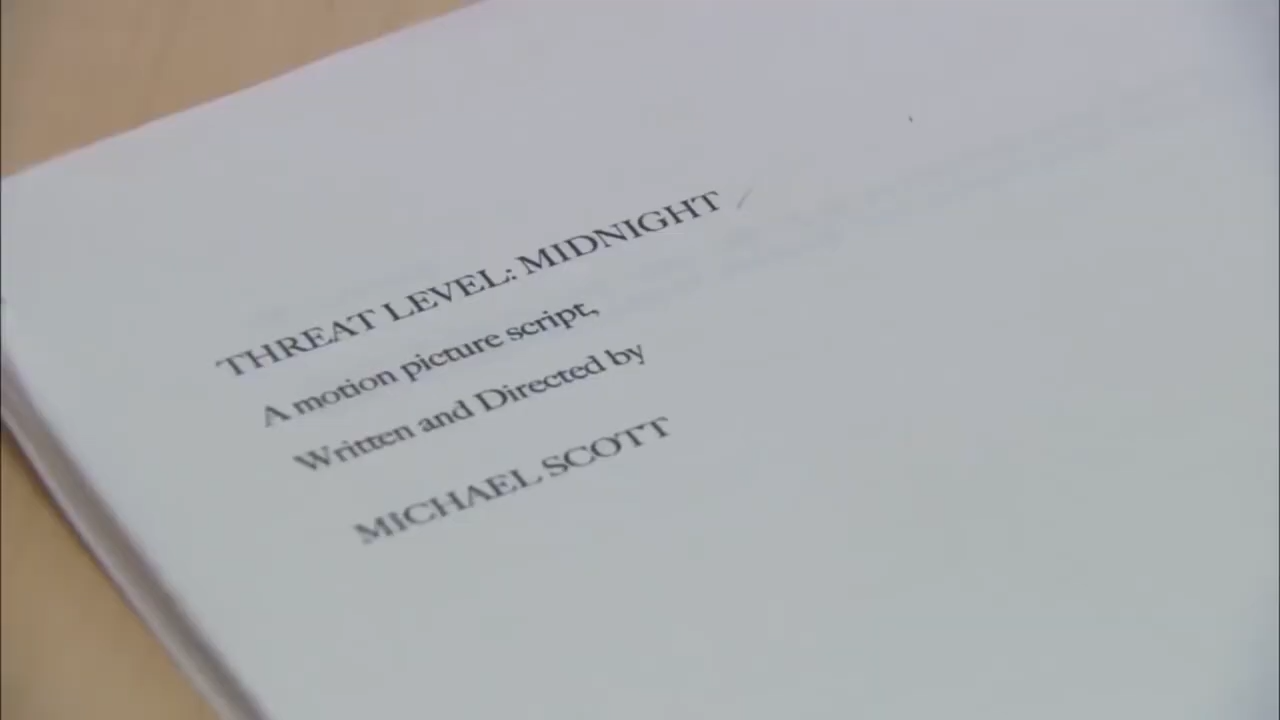 THREAT LEVEL: MIDNIGHT
A motion picture script,
Written and Directed by
MICHAEL SCOTT